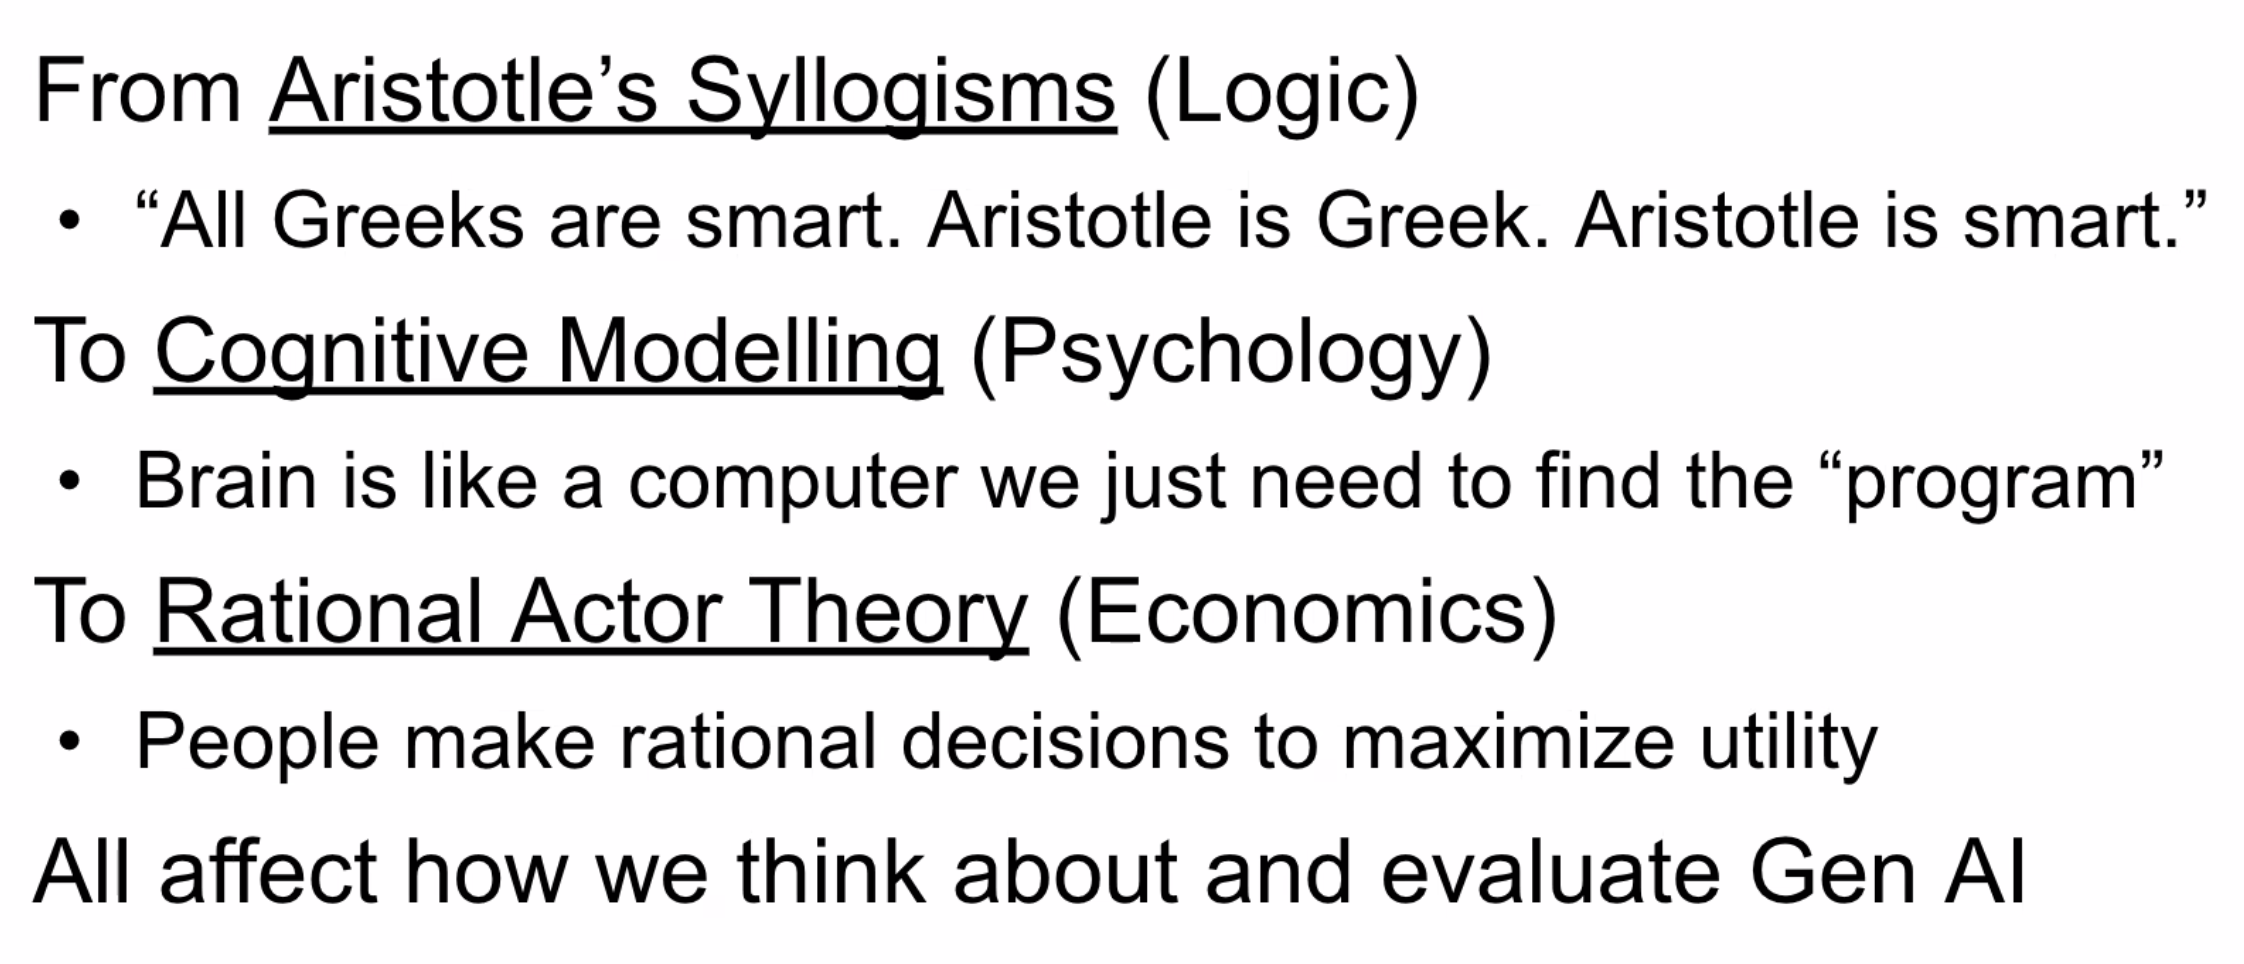 From Aristotle’s Syllogisms (Logic)
• “All Greeks are smart. Aristotle is Greek. Aristotle is smart.”
To Cognitive Modelling (Psychology)
• Brain is like a computer we just need to find the “program”
To Rational Actor Theory (Economics)
• People make rational decisions to maximize utility
All affect how we think about and evaluate Gen AI